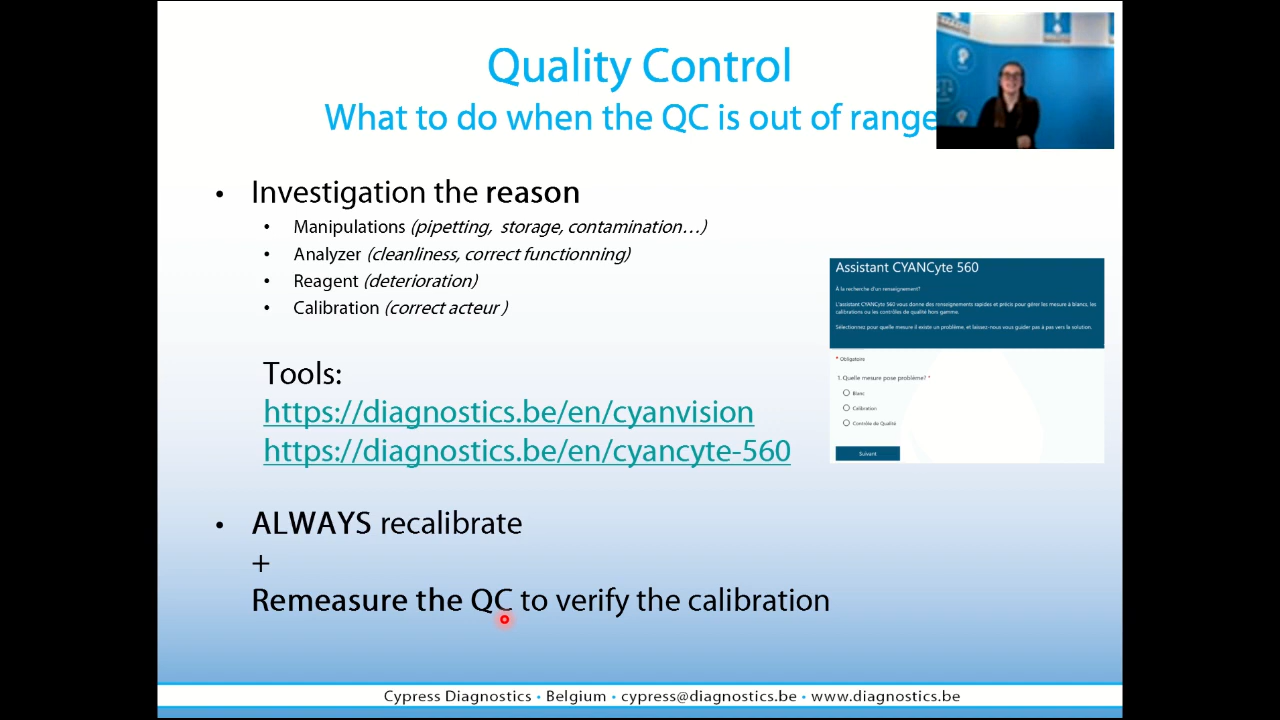 Quality Control
What to do when the QC is out of range
• Investigation the reason
• Manipulations (pipetting, storage, contamination…)
• Analyzer (cleanliness, correct functionning)
• Reagent (deterioration)
• Calibration (correct acteur )
Assistant CYANCyte 560
À la recherche d'un renseignement?
L'assistant CYANCyte 560 vous donne des renseignements rapides et précis pour gérer les mesure à blancs, les
calibrations ou les contrôles de qualité hors gamme.
Sélectionnez pour quelle mesure il existe un problème, et laissez-nous vous guider pas à pas vers la solution.
* Obligatoire
1. Quelle mesure pose problème? *
Blanc
Calibration
Contrôle de Qualité
Suivant
Tools:
https://diagnostics.be/en/cyanvision
https://diagnostics.be/en/cyancyte-560
• ALWAYS recalibrate
+
Remeasure the QC to verify the calibration
Cypress Diagnostics • Belgium • cypress@diagnostics.be • www.diagnostics.be